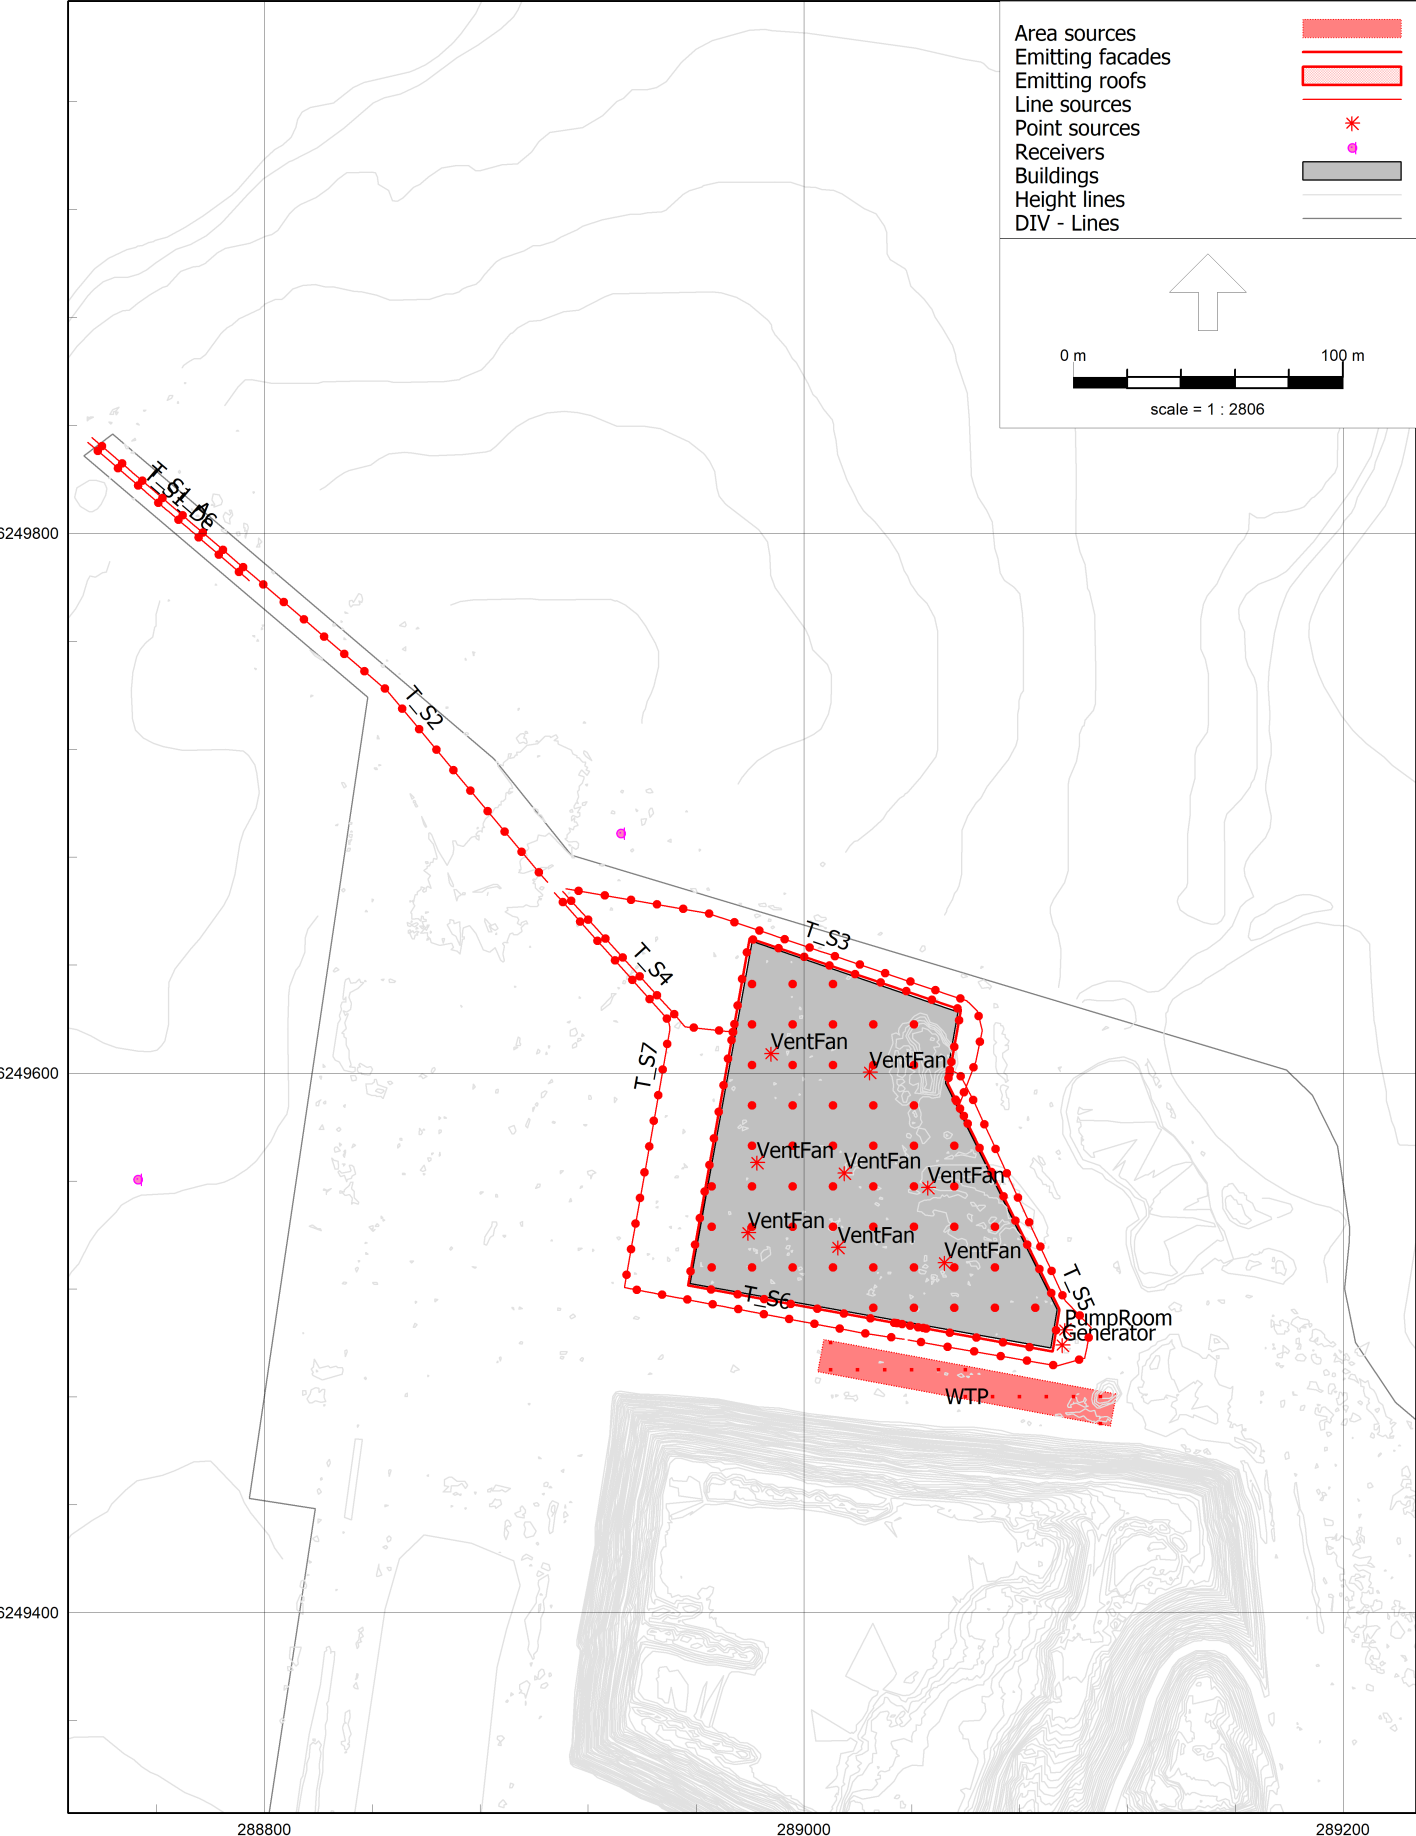 Area sources
Emitting facades
Emitting roofs
Line sources
Point sources
Receivers
Buildings
Height lines
DIV - Lines
0 m
100 m
scale = 1 : 2806
6249800
T_S2
T_S3
T_S4
VentFan
VentFan
T_S7
6249600
VentFan
VentFan
VentFan
VentFan
VentFan
VentFan
T_S5
T_S6
PumpRoom
Generator
WTP
6249400
288800
289000
289200